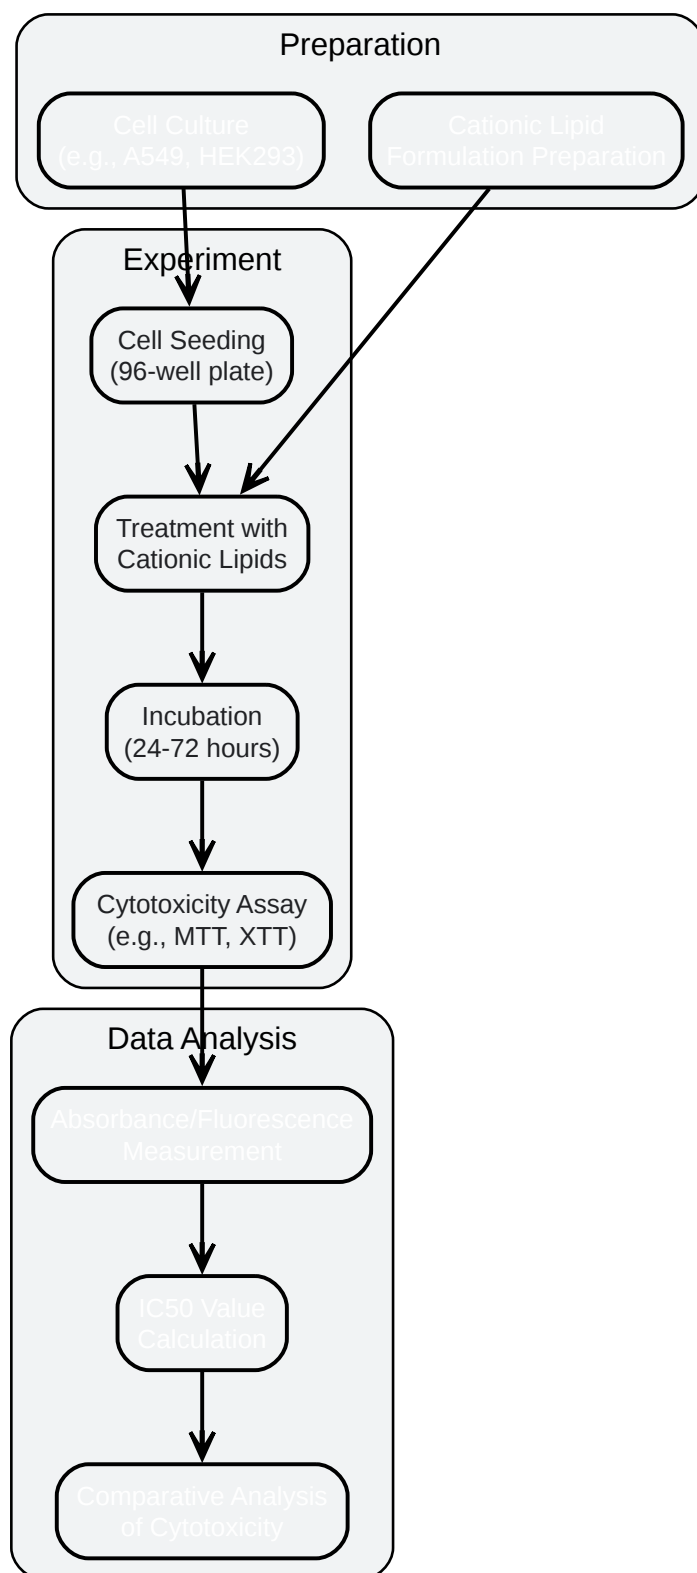 Preparation
Cell Culture
(e.g., A549, HEK293)
Cationic Lipid
Formulation Preparation
Experiment
Cell Seeding
(96-well plate)
Treatment with
Cationic Lipids
Incubation
(24-72 hours)
Cytotoxicity Assay
(e.g., MTT, XTT)
Data Analysis
Absorbance/Fluorescence
Measurement
IC50 Value
Calculation
Comparative Analysis
of Cytotoxicity